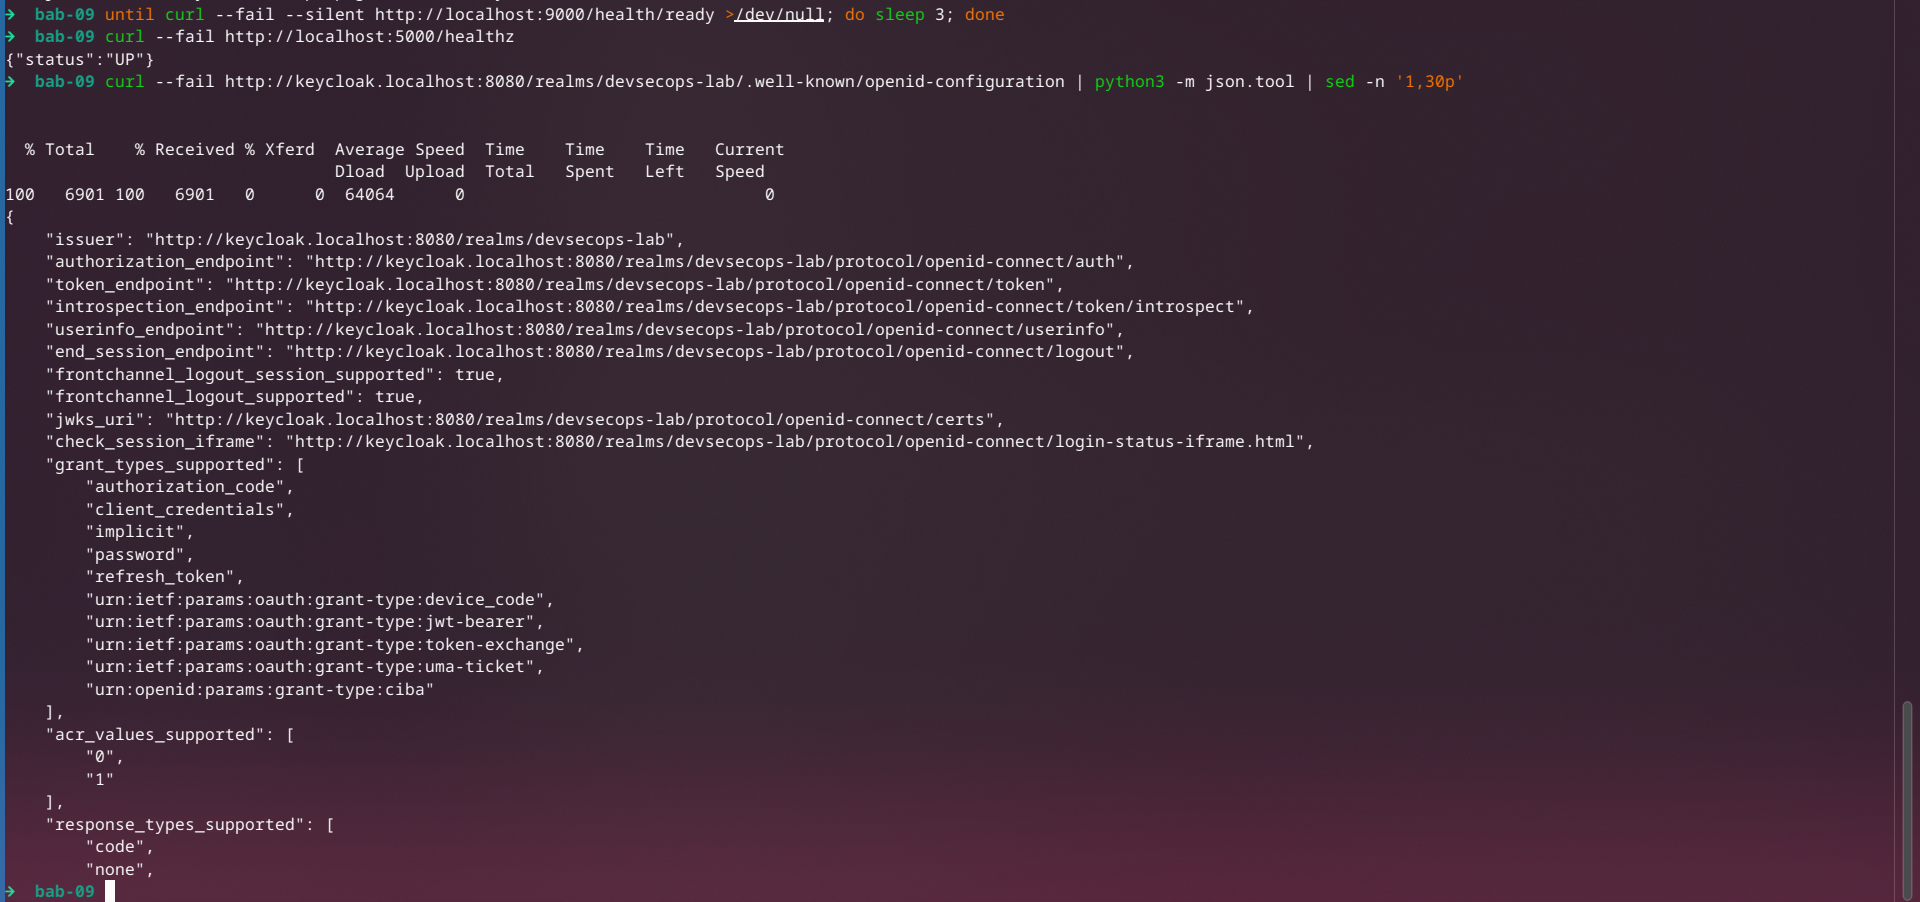 ➜  bab-09 until curl --fail --silent http://localhost:9000/health/ready >/dev/null; do sleep 3; done
➜  bab-09 curl --fail http://localhost:5000/healthz
{"status":"UP"}
➜  bab-09 curl --fail http://keycloak.localhost:8080/realms/devsecops-lab/.well-known/openid-configuration | python3 -m json.tool | sed -n '1,30p'
  % Total    % Received % Xferd  Average Speed  Time    Time    Time   Current
                                 Dload  Upload  Total   Spent   Left   Speed
100   6901 100   6901   0      0  64064      0                              0
{
    "issuer": "http://keycloak.localhost:8080/realms/devsecops-lab",
    "authorization_endpoint": "http://keycloak.localhost:8080/realms/devsecops-lab/protocol/openid-connect/auth",
    "token_endpoint": "http://keycloak.localhost:8080/realms/devsecops-lab/protocol/openid-connect/token",
    "introspection_endpoint": "http://keycloak.localhost:8080/realms/devsecops-lab/protocol/openid-connect/token/introspect",
    "userinfo_endpoint": "http://keycloak.localhost:8080/realms/devsecops-lab/protocol/openid-connect/userinfo",
    "end_session_endpoint": "http://keycloak.localhost:8080/realms/devsecops-lab/protocol/openid-connect/logout",
    "frontchannel_logout_session_supported": true,
    "frontchannel_logout_supported": true,
    "jwks_uri": "http://keycloak.localhost:8080/realms/devsecops-lab/protocol/openid-connect/certs",
    "check_session_iframe": "http://keycloak.localhost:8080/realms/devsecops-lab/protocol/openid-connect/login-status-iframe.html",
    "grant_types_supported": [
        "authorization_code",
        "client_credentials",
        "implicit",
        "password",
        "refresh_token",
        "urn:ietf:params:oauth:grant-type:device_code",
        "urn:ietf:params:oauth:grant-type:jwt-bearer",
        "urn:ietf:params:oauth:grant-type:token-exchange",
        "urn:ietf:params:oauth:grant-type:uma-ticket",
        "urn:openid:params:grant-type:ciba"
    ],
    "acr_values_supported": [
        "0",
        "1"
    ],
    "response_types_supported": [
        "code",
        "none",
➜  bab-09